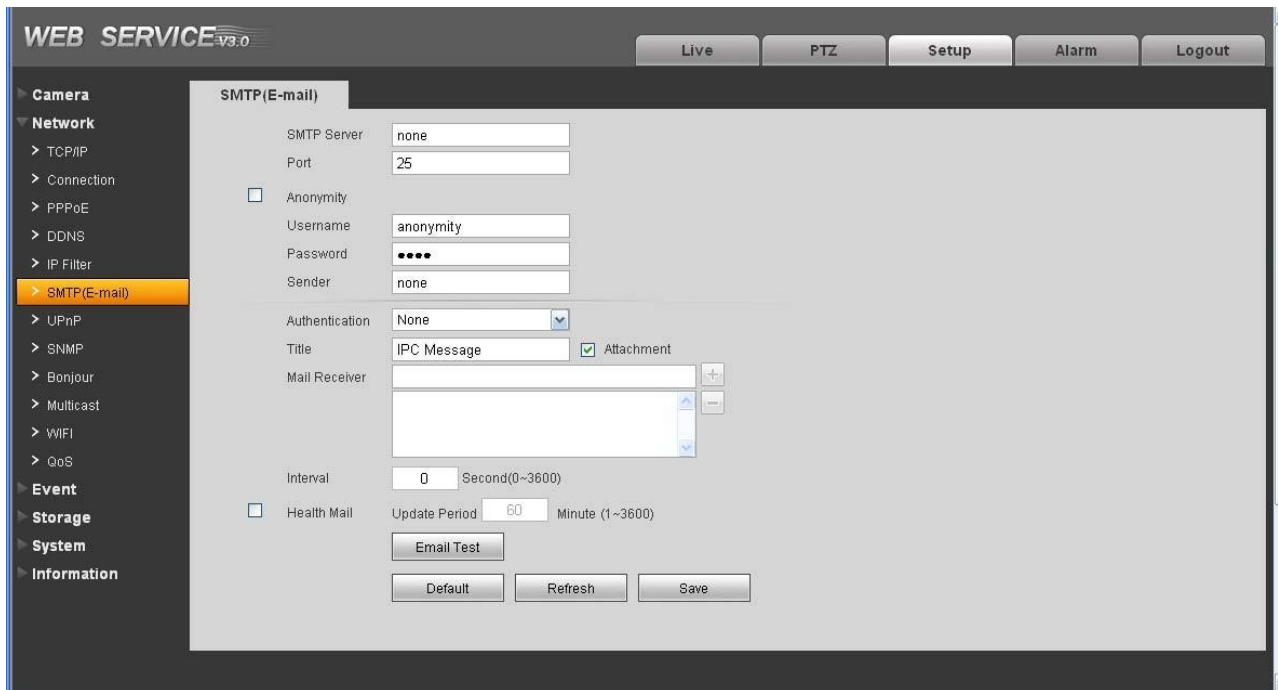 WEB SERVICE V3.0
Live PTZ Setup Alarm Logout
Camera
Network
> TCP/IP
> Connection
> PPPoE
> DDNS
> IP Filter
> SMTP(E-mail)
> UPnP
> SNMP
> Bonjour
> Multicast
> WIFI
> QoS
Event
Storage
System
Information
SMTP(E-mail)
SMTP Server none
Port 25
Anonymity
Username anonymity
Password ●●●●
Sender none
Authentication None
Title IPC Message Attachment
Mail Receiver
Interval 0 Second(0~3600)
Health Mail Update Period 60 Minute (1~3600)
Email Test
Default Refresh Save